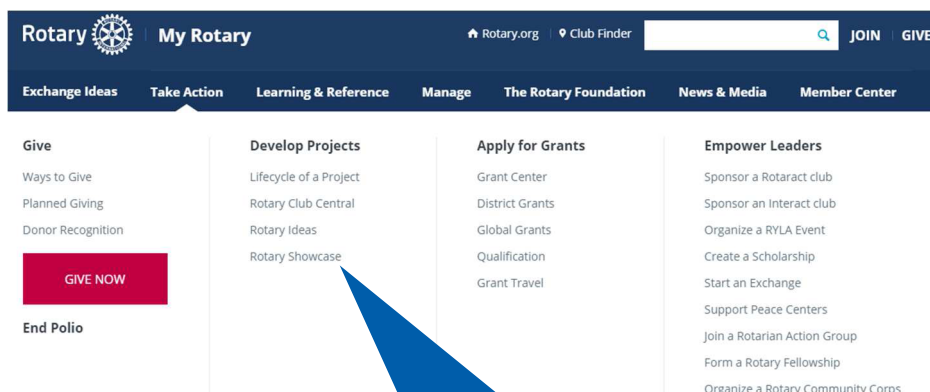 Rotary My Rotary Rotary.org Club Finder JOIN GIVE
Exchange Ideas Take Action Learning & Reference Manage The Rotary Foundation News & Media Member Center
Give
Ways to Give
Planned Giving
Donor Recognition
GIVE NOW
End Polio
Develop Projects
Lifecycle of a Project
Rotary Club Central
Rotary Ideas
Rotary Showcase
Apply for Grants
Grant Center
District Grants
Global Grants
Qualification
Grant Travel
Empower Leaders
Sponsor a Rotaract club
Sponsor an Interact club
Organize a RYLA Event
Create a Scholarship
Start an Exchange
Support Peace Centers
Join a Rotarian Action Group
Form a Rotary Fellowship
Organize a Rotary Community Corps